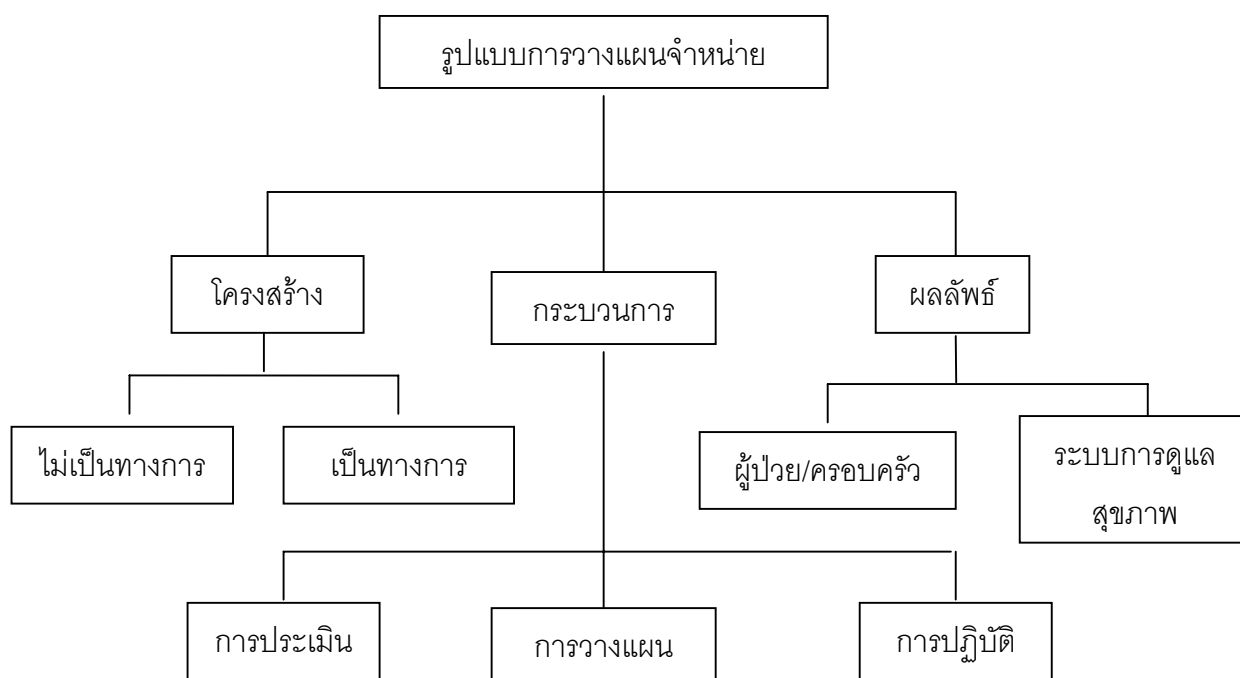 รูปแบบการวางแผนจำหน่าย
โครงสร้าง
กระบวนการ
ผลลัพธ์
ไม่เป็นทางการ
เป็นทางการ
ผู้ป่วย/ครอบครัว
ระบบการดูแล
สุขภาพ
การประเมิน
การวางแผน
การปฏิบัติ